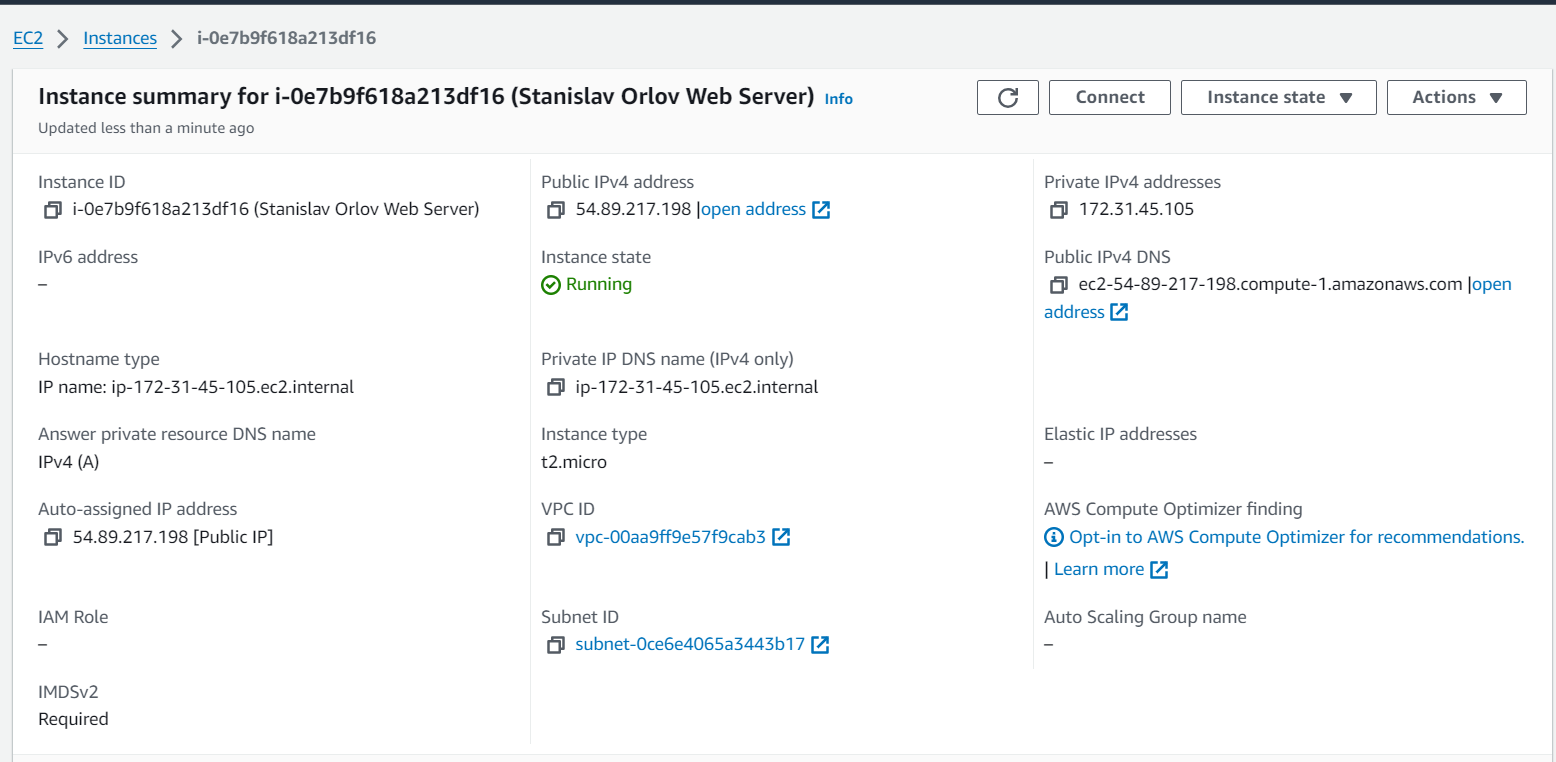 EC2 > Instances > i-0e7b9f618a213df16
Instance summary for i-0e7b9f618a213df16 (Stanislav Orlov Web Server) Info
Updated less than a minute ago
Connect
Instance state
Actions
Instance ID
i-0e7b9f618a213df16 (Stanislav Orlov Web Server)
Public IPv4 address
54.89.217.198 |open address
Private IPv4 addresses
172.31.45.105
IPv6 address
–
Instance state
Running
Public IPv4 DNS
ec2-54-89-217-198.compute-1.amazonaws.com |open
address
Hostname type
IP name: ip-172-31-45-105.ec2.internal
Private IP DNS name (IPv4 only)
ip-172-31-45-105.ec2.internal
Answer private resource DNS name
IPv4 (A)
Instance type
t2.micro
Elastic IP addresses
–
Auto-assigned IP address
54.89.217.198 [Public IP]
VPC ID
vpc-00aa9ff9e57f9cab3
AWS Compute Optimizer finding
Opt-in to AWS Compute Optimizer for recommendations.
| Learn more
IAM Role
–
Subnet ID
subnet-0ce6e4065a3443b17
Auto Scaling Group name
–
IMDSv2
Required